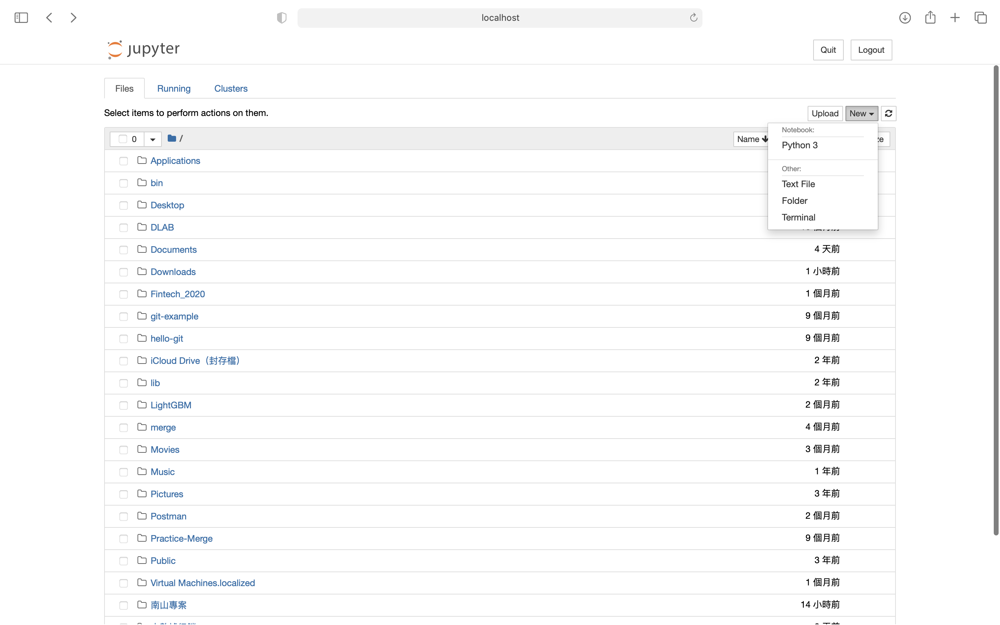 localhost
jupyter
Quit
Logout
Files
Running
Clusters
Select items to perform actions on them.
Upload
New
0
/
Name
Notebook:
Python 3
Other:
Text File
Folder
Terminal
Applications
bin
Desktop
DLAB
Documents 4 天前
Downloads 1 小時前
Fintech_2020 1 個月前
git-example 9 個月前
hello-git 9 個月前
iCloud Drive（封存檔） 2 年前
lib 2 年前
LightGBM 2 個月前
merge 4 個月前
Movies 3 個月前
Music 1 年前
Pictures 3 年前
Postman 2 個月前
Practice-Merge 9 個月前
Public 3 年前
Virtual Machines.localized 1 個月前
南山專案 14 小時前